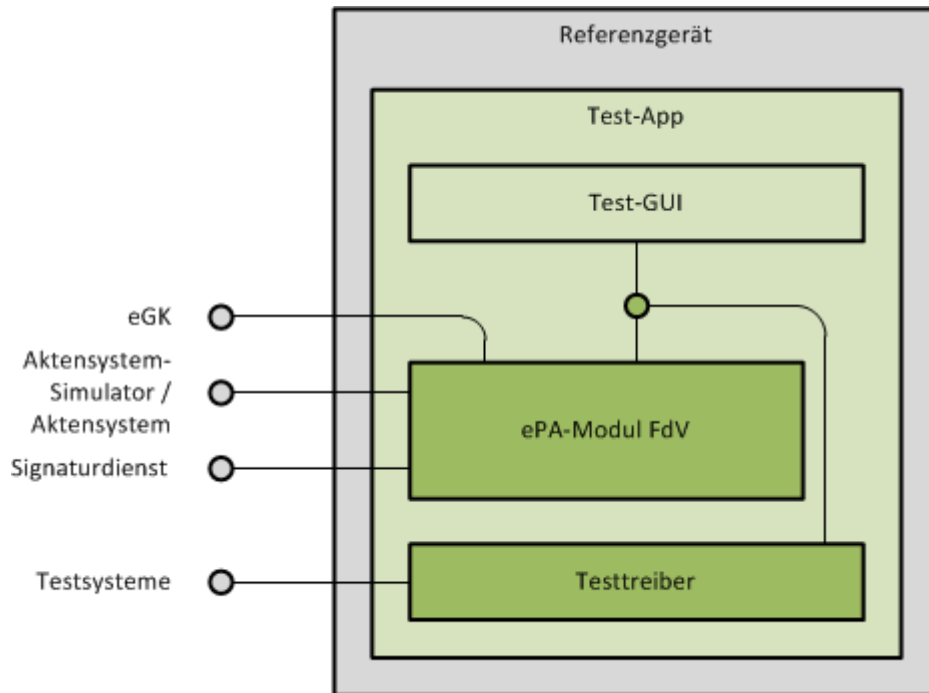 Referenzgerät
Test-App
Test-GUI
eGK
Aktensystem-
Simulator /
Aktensystem
ePA-Modul FdV
Signaturdienst
Testsysteme
Testtreiber